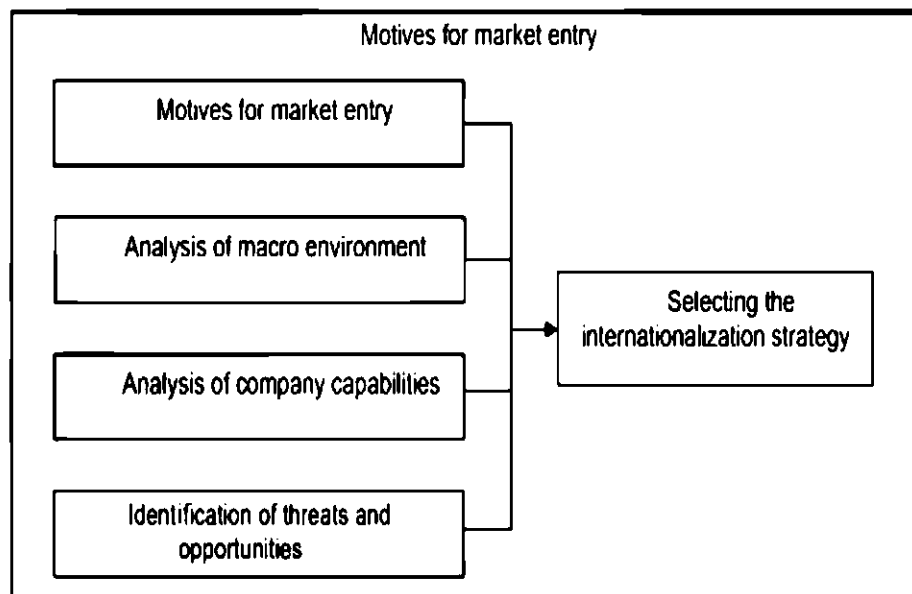 Motives for market entry
Motives for market entry
Analysis of macro environment
Analysis of company capabilities
Identification of threats and
opportunities
Selecting the
internationalization strategy